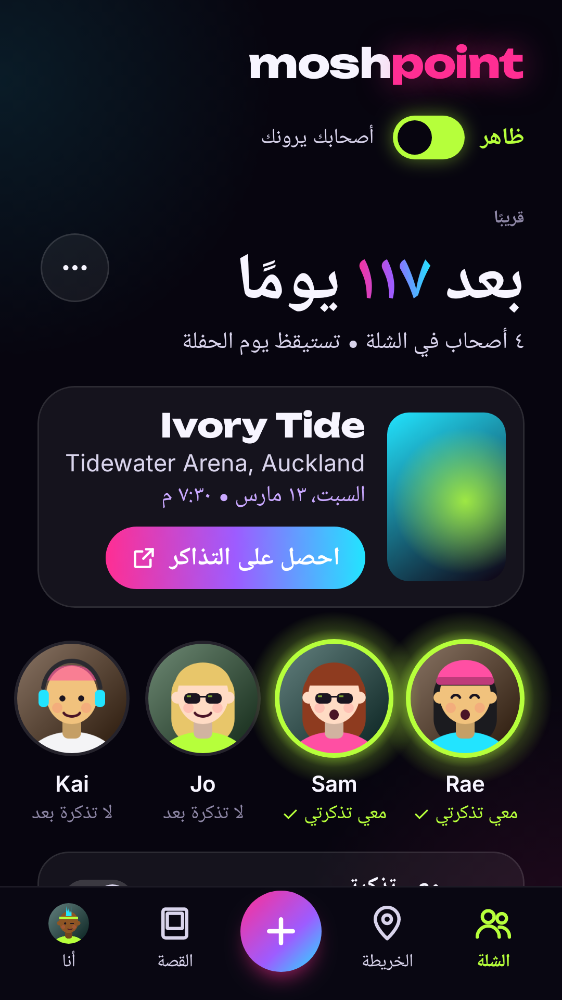 moshpoint
ظاهر
أصحابك يرونك
قريبًا
بعد ١١٧ يومًا
٤ أصحاب في الشلة • تستيقظ يوم الحفلة
Ivory Tide
Tidewater Arena, Auckland
السبت، ١٣ مارس • ٧:٣٠ م
احصل على التذاكر
Rae
معي تذكرتي ✓
Sam
معي تذكرتي ✓
Jo
لا تذكرة بعد
Kai
لا تذكرة بعد
معي تذكرتي
الشلة
الخريطة
القصة
أنا